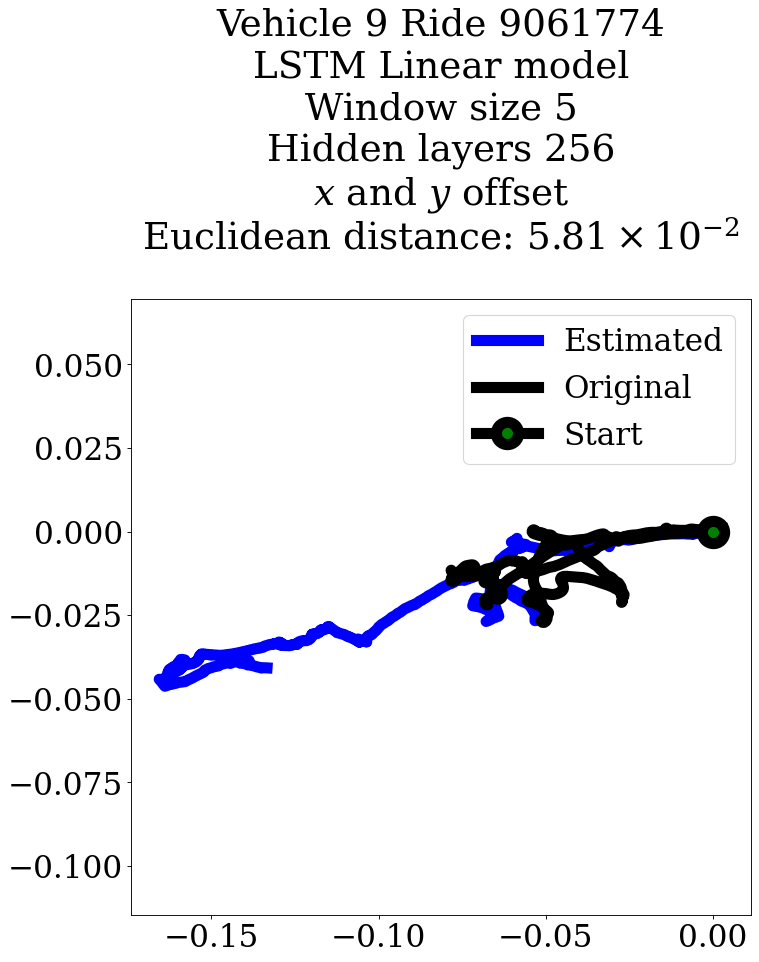 Vehicle 9 Ride 9061774
LSTM Linear model
Window size 5
Hidden layers 256
x and y offset
Euclidean distance: 5.81 × 10⁻²
Estimated
Original
Start
0.050
0.025
0.000
−0.025
−0.050
−0.075
−0.100
−0.15 −0.10 −0.05 0.00